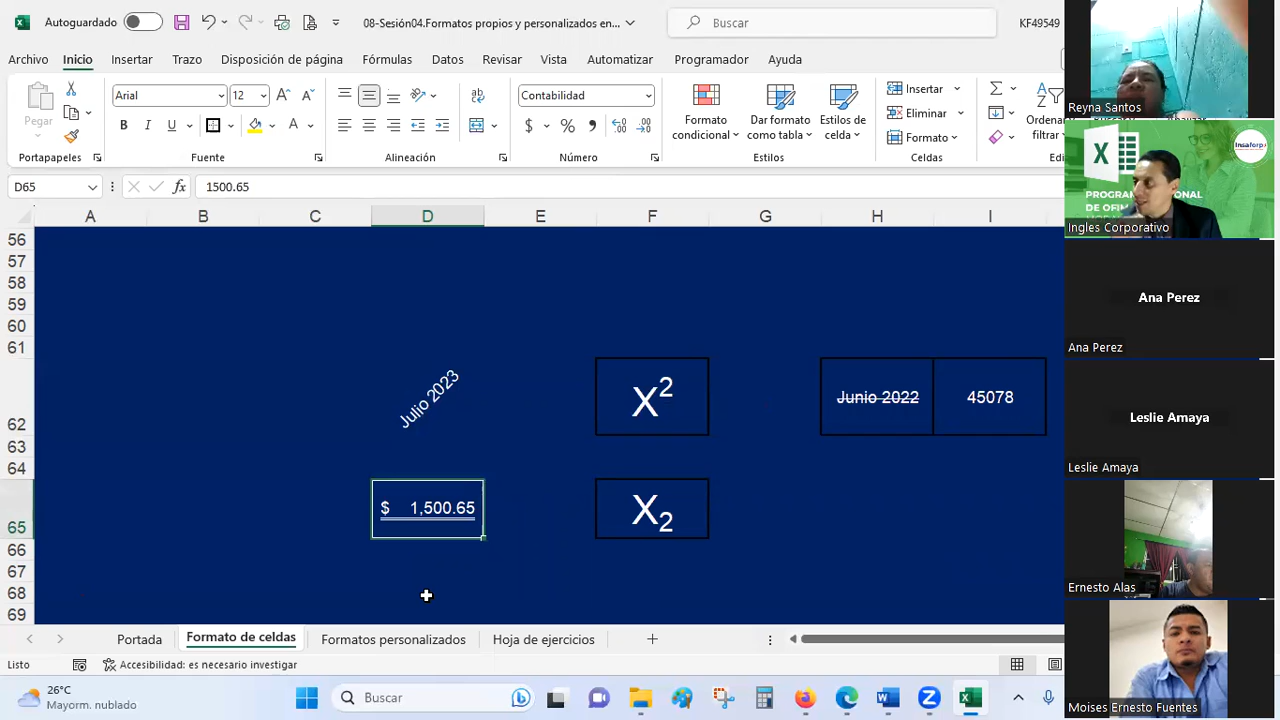 Autoguardado
08-Sesión04.Formatos propios y personalizados en...
Buscar
KF49549
Archivo Inicio Insertar Trazo Disposición de página Fórmulas Datos Revisar Vista Automatizar Programador Ayuda
Pegar
Arial 12
N K S
Contabilidad
$ % 000
Formato condicional
Dar formato como tabla
Estilos de celda
Insertar
Eliminar
Formato
Ordenar
filtrar
Portapapeles Fuente Alineación Número Estilos Celdas
D65
fx
1500.65
A B C D E F G H I
56
57
58
59
60
61
62
63
64
65
66
67
68
69
Julio 2023
X2
Junio 2022
45078
$ 1,500.65
X2
Portada Formato de celdas Formatos personalizados Hoja de ejercicios
Listo
Accesibilidad: es necesario investigar
26°C
Mayorm. nublado
Buscar
Reyna Santos
Insaforp
Ingles Corporativo
Ana Perez
Ana Perez
Leslie Amaya
Leslie Amaya
Ernesto Alas
Moises Ernesto Fuentes